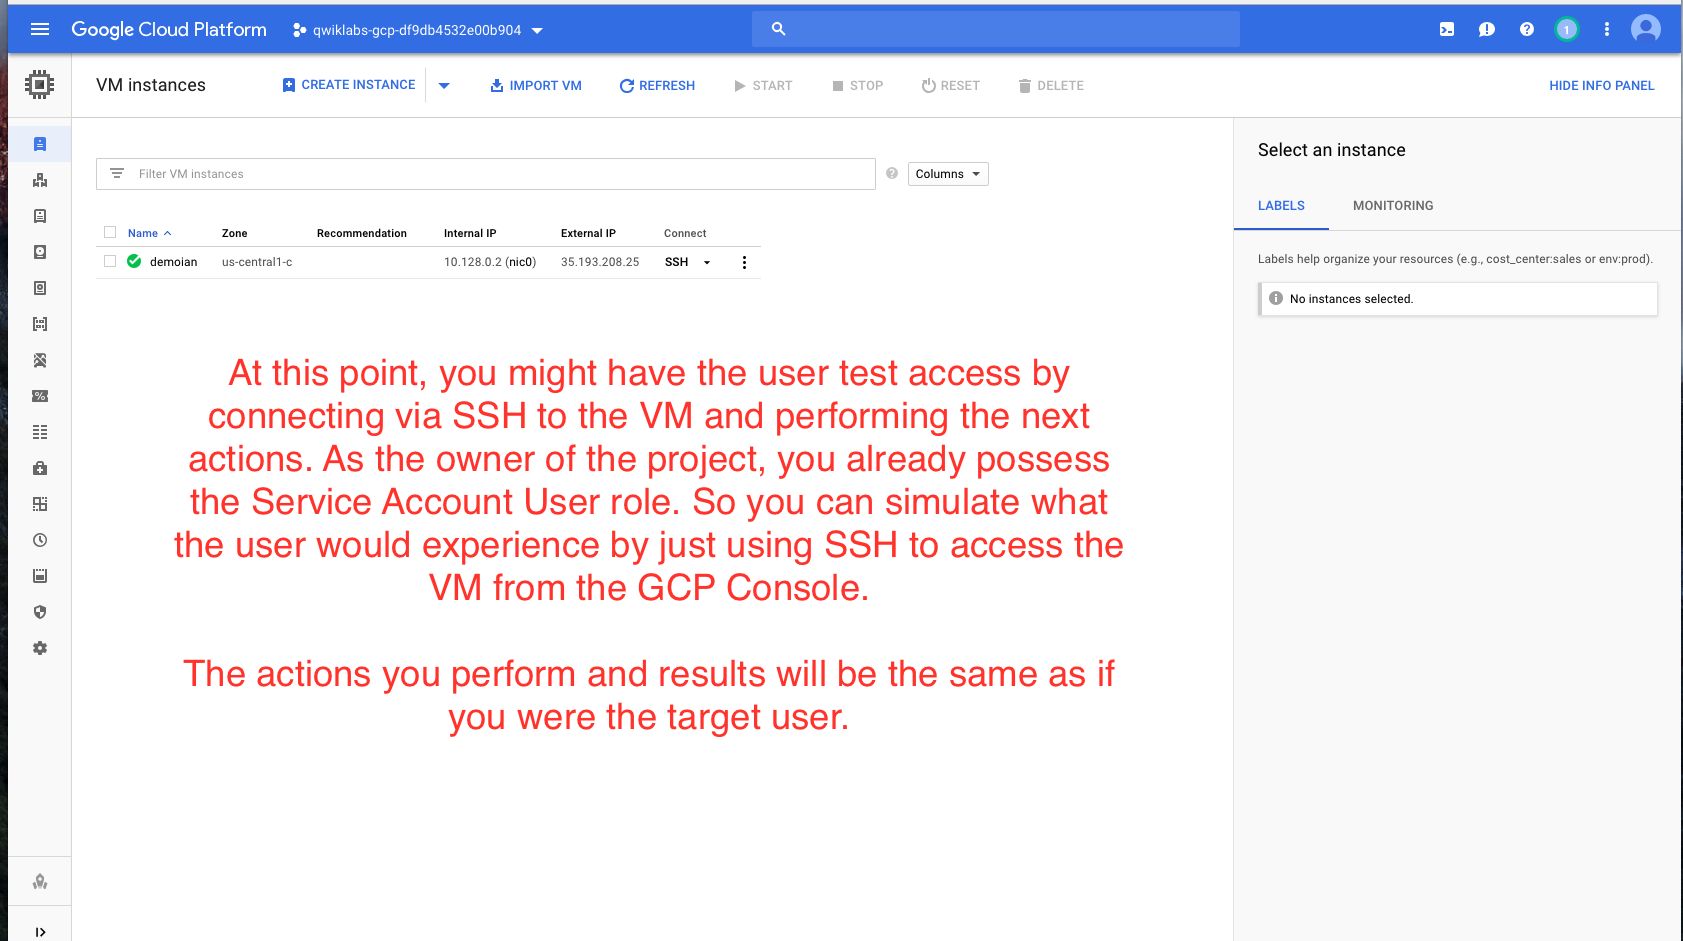 Google Cloud Platform
qwiklabs-gcp-df9db4532e00b904
1
VM instances
CREATE INSTANCE
IMPORT VM
REFRESH
START
STOP
RESET
DELETE
HIDE INFO PANEL
Filter VM instances
Columns
Name Zone Recommendation Internal IP External IP Connect
demoian us-central1-c 10.128.0.2 (nic0) 35.193.208.25 SSH
At this point, you might have the user test access by
connecting via SSH to the VM and performing the next
actions. As the owner of the project, you already possess
the Service Account User role. So you can simulate what
the user would experience by just using SSH to access the
VM from the GCP Console.
The actions you perform and results will be the same as if
you were the target user.
Select an instance
LABELS
MONITORING
Labels help organize your resources (e.g., cost_center:sales or env:prod).
No instances selected.